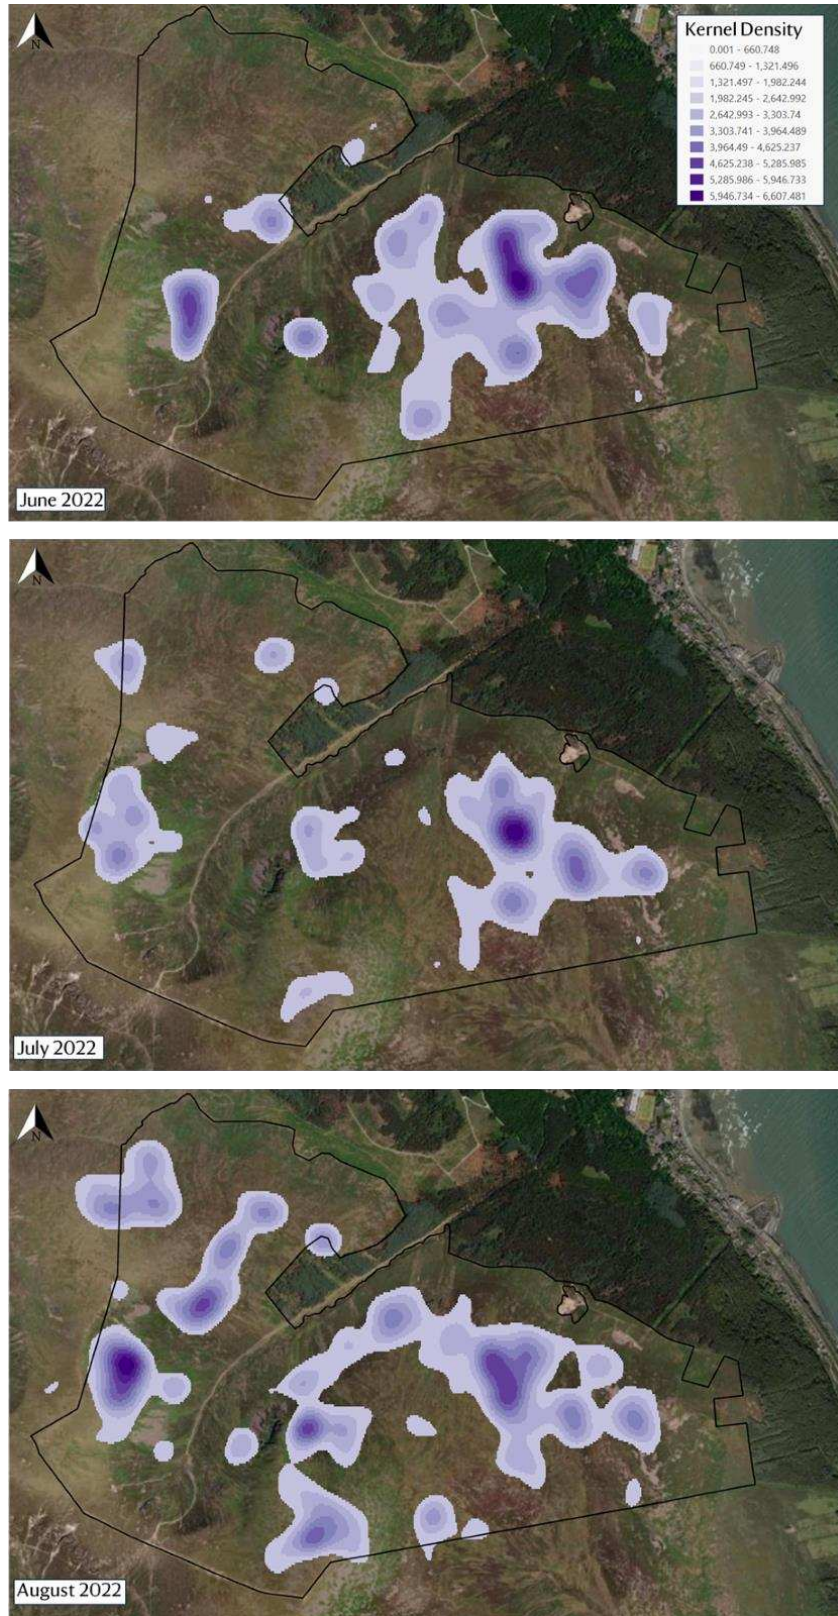 N
Kernel Density
0.001 - 660.748
660.749 - 1,321.496
1,321.497 - 1,982.244
1,982.245 - 2,642.992
2,642.993 - 3,303.74
3,303.741 - 3,964.489
3,964.49 - 4,625.237
4,625.238 - 5,285.985
5,285.986 - 5,946.733
5,946.734 - 6,607.481
June 2022
N
July 2022
N
August 2022